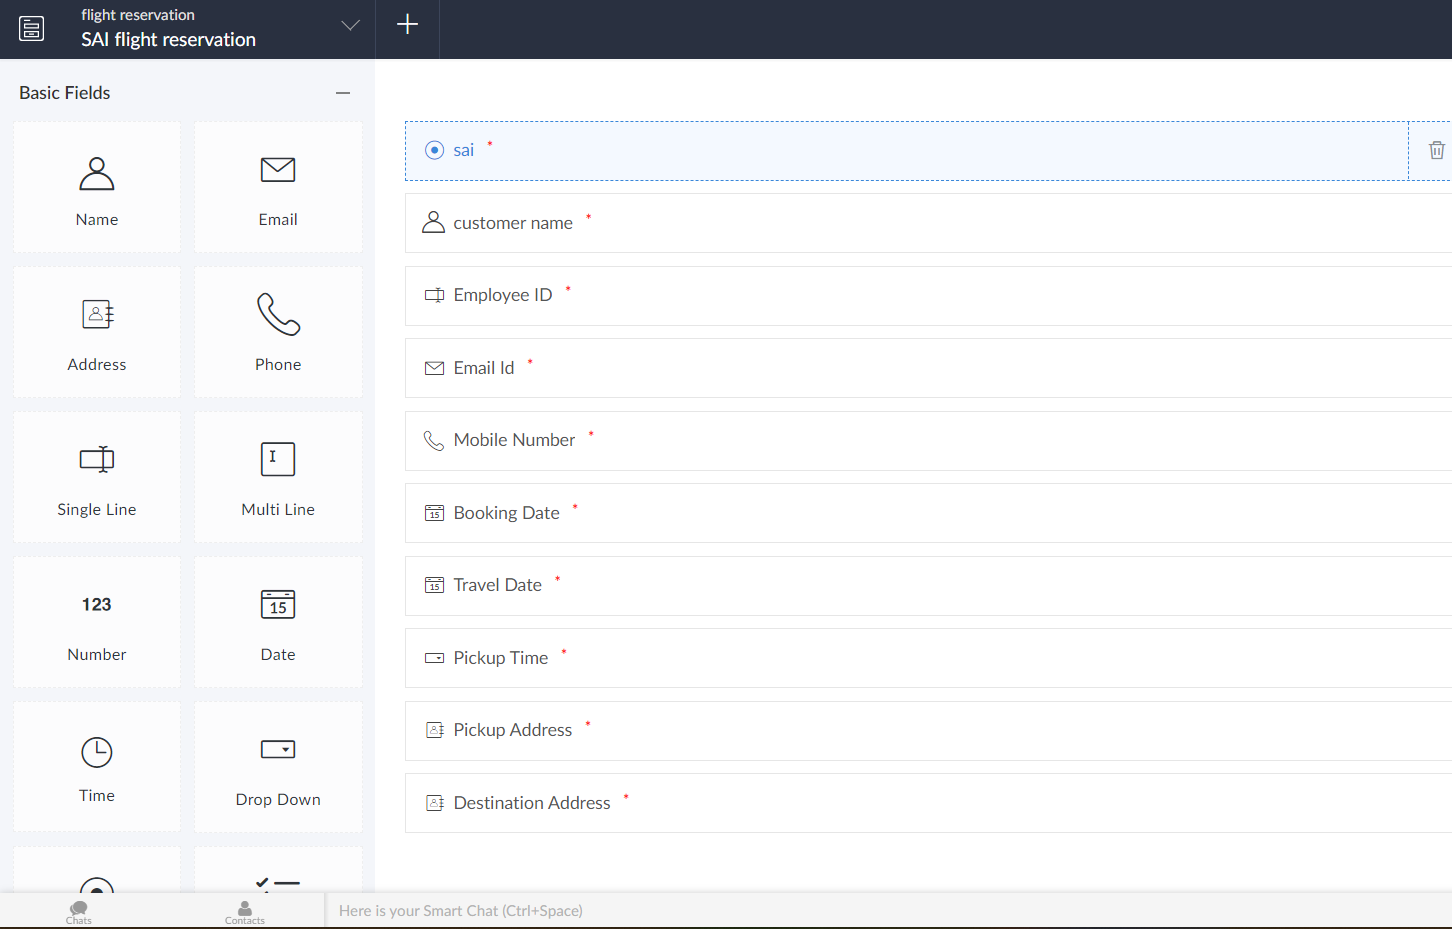 flight reservation
SAI flight reservation
Basic Fields
Name
Email
Address
Phone
Single Line
Multi Line
123
Number
15
Date
Time
Drop Down
sai *
customer name *
Employee ID *
Email Id *
Mobile Number *
15 Booking Date *
15 Travel Date *
Pickup Time *
Pickup Address *
Destination Address *
Chats
Contacts
Here is your Smart Chat (Ctrl+Space)